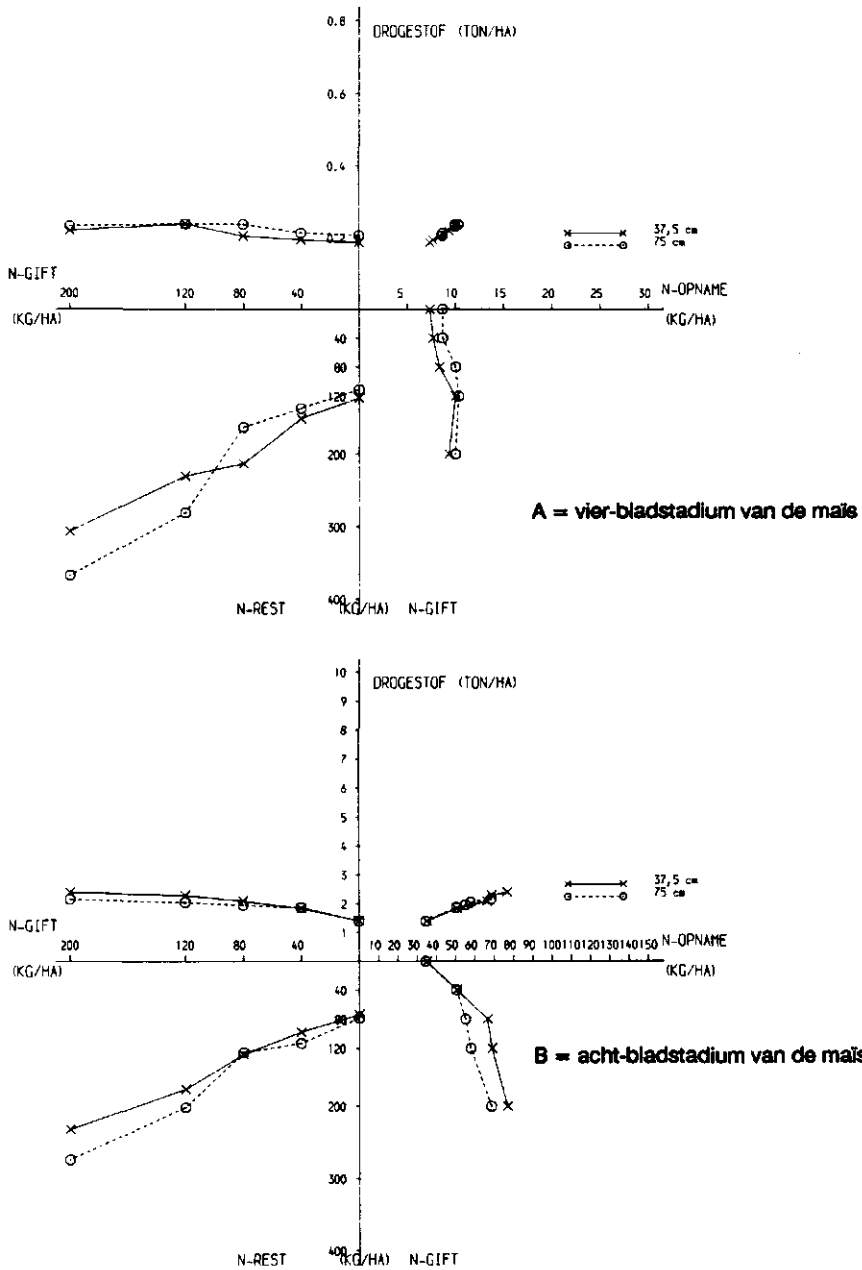 0.8
DROGESTOF (TON/HA)
0.6
0.4
0.2
37,5 cm
75 cm
N-GIFT
N-OPNAME
200 120 80 40 5 10 15 20 25 30
(KG/HA) (KG/HA)
40
80
120
200
A = vier-bladstadium van de maïs
300
400
N-REST (KG/HA) N-GIFT
10
DROGESTOF (TON/HA)
9
8
7
6
5
4
3
37,5 cm
75 cm
2
N-GIFT 1 N-OPNAME
200 120 80 40 10 20 30 40 50 60 70 80 90 100 110 120 130 140 150
(KG/HA) (KG/HA)
40
80
120
B = acht-bladstadium van de maïs
200
300
400
N-REST (KG/HA) N-GIFT